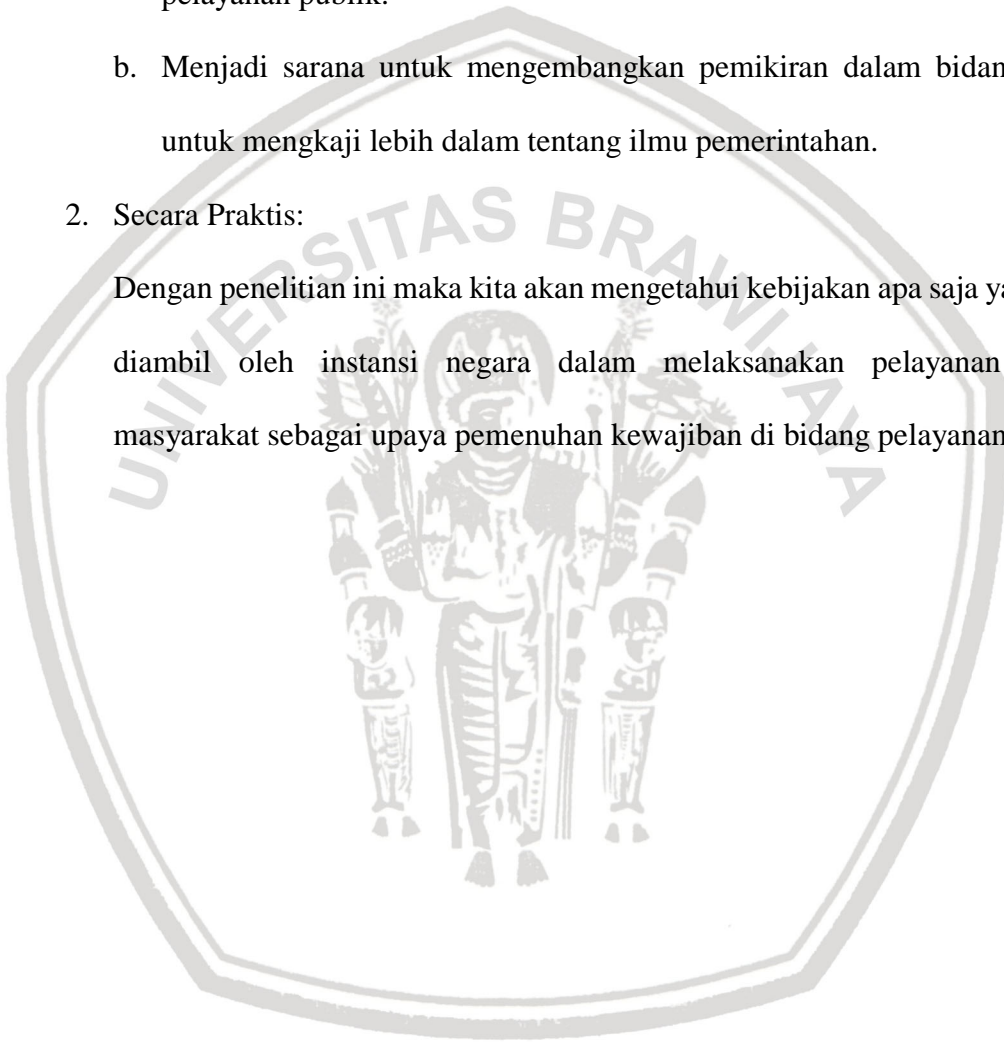 pelayanan publik.
b. Menjadi sarana untuk mengembangkan pemikiran dalam bidan
untuk mengkaji lebih dalam tentang ilmu pemerintahan.
2. Secara Praktis:
Dengan penelitian ini maka kita akan mengetahui kebijakan apa saja
diambil oleh instansi negara dalam melaksanakan pelayanan
masyarakat sebagai upaya pemenuhan kewajiban di bidang pelayanan
UNIVERSITAS BRAWIJAYA